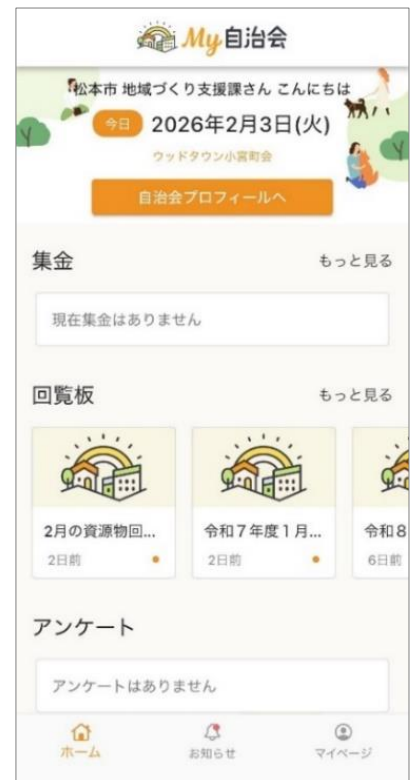 My自治会
松本市 地域づくり支援課さん こんにちは
今日 2026年2月3日(火)
ウッドタウン小宮町会
自治会プロフィールへ
集金 もっと見る
現在集金はありません
回覧板 もっと見る
2月の資源物回... 令和7年度1月... 令和8
2日前 2日前 6日前
アンケート
アンケートはありません
ホーム お知らせ マイページ